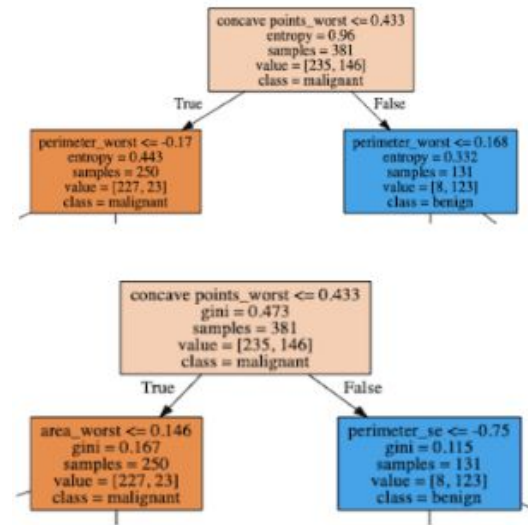 concave points_worst <= 0.433
entropy = 0.96
samples = 381
value = [235, 146]
class = malignant
True
False
perimeter_worst <= -0.17
entropy = 0.443
samples = 250
value = [227, 23]
class = malignant
perimeter_worst <= 0.168
entropy = 0.332
samples = 131
value = [8, 123]
class = benign
concave points_worst <= 0.433
gini = 0.473
samples = 381
value = [235, 146]
class = malignant
True
False
area_worst <= 0.146
gini = 0.167
samples = 250
value = [227, 23]
class = malignant
perimeter_se <= -0.75
gini = 0.115
samples = 131
value = [8, 123]
class = benign